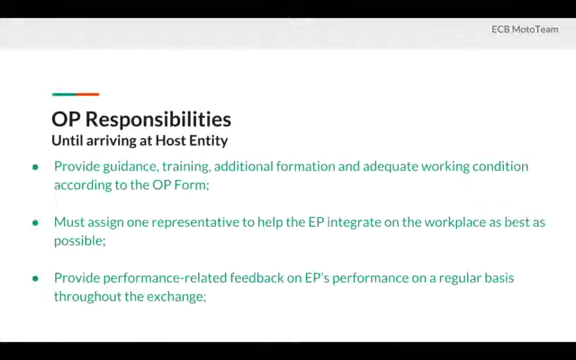 ECB MotoTeam
OP Responsibilities
Until arriving at Host Entity
● Provide guidance, training, additional formation and adequate working condition
according to the OP Form;
● Must assign one representative to help the EP integrate on the workplace as best as
possible;
● Provide performance-related feedback on EP's performance on a regular basis
throughout the exchange;